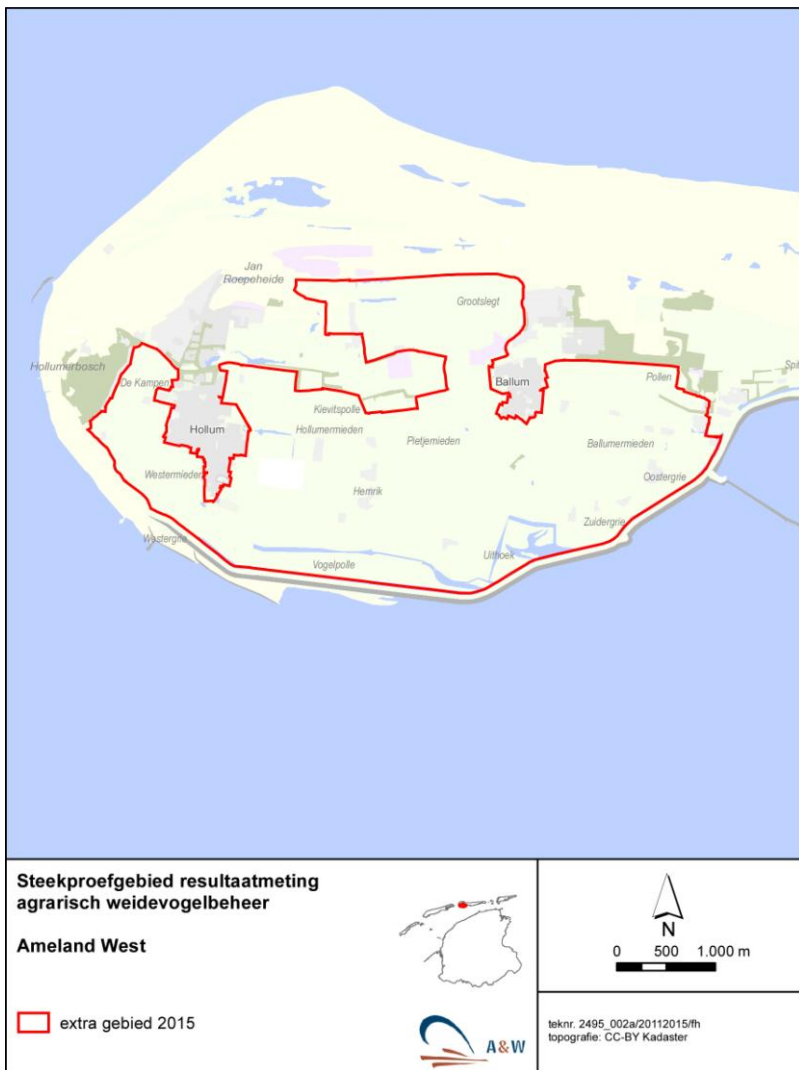 Jan
Roepeheide
Grootslegt
Hollumerbosch
De Kampen
Ballum
Pollen
Kievitspolle
Hollum
Hollumermieden
Pietjemieden
Ballumermieden
Westermieden
Hemrik
Oostergrie
Zuidergrie
Westergrie
Uithoek
Vogelpolle
Steekproefgebied resultaatmeting
agrarisch weidevogelbeheer
Ameland West
extra gebied 2015
A&W
N
0 500 1.000 m
teknr. 2495_002a/20112015/fh
topografie: CC-BY Kadaster